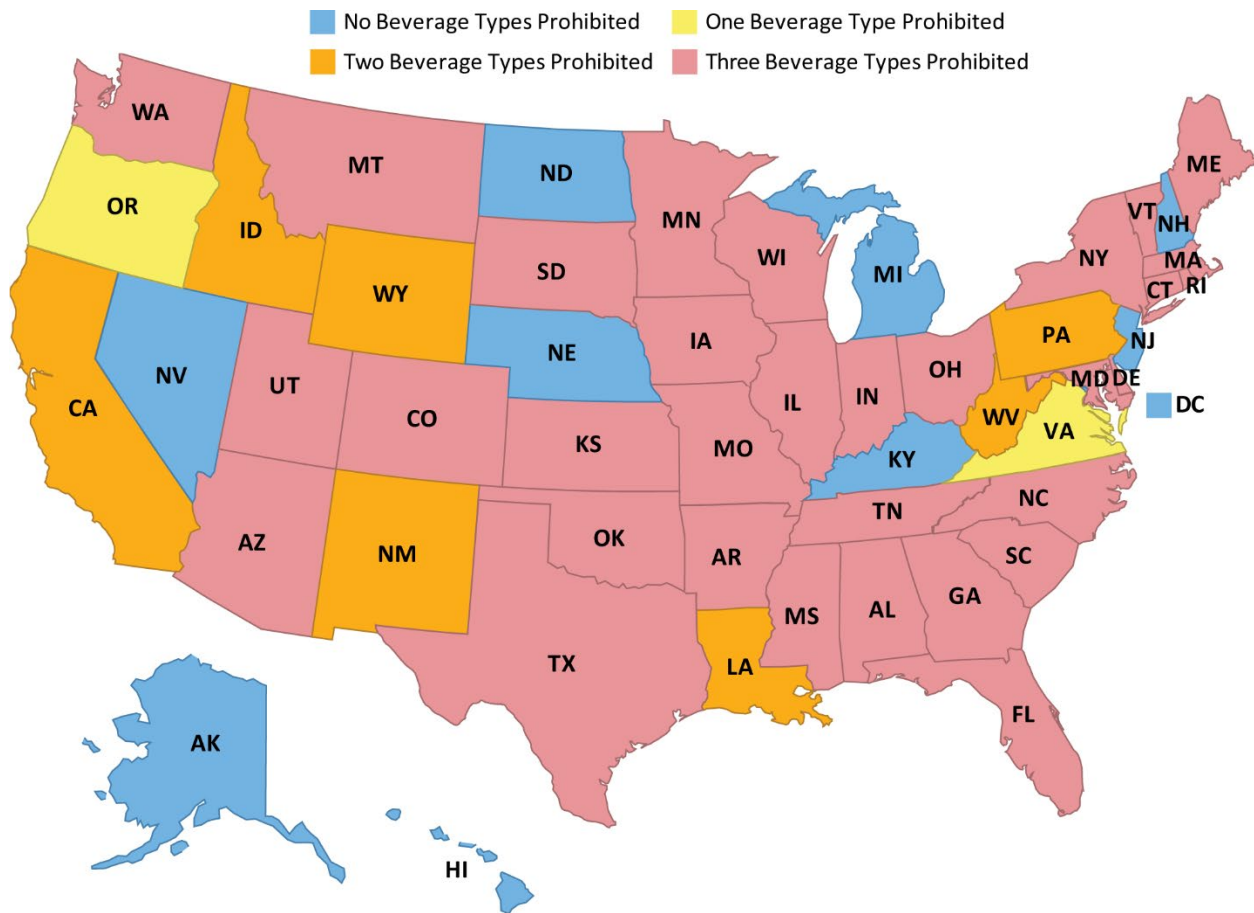 No Beverage Types Prohibited
One Beverage Type Prohibited
Two Beverage Types Prohibited
Three Beverage Types Prohibited
WA
MT
ND
MN
ME
VT
NH
OR
ID
SD
WI
MI
NY
MA
CT
RI
WY
IA
PA
NJ
NE
NV
UT
CO
KS
MO
IL
IN
OH
MD
DE
DC
WV
VA
CA
KY
AZ
NM
OK
AR
TN
NC
SC
MS
AL
GA
TX
LA
FL
AK
HI